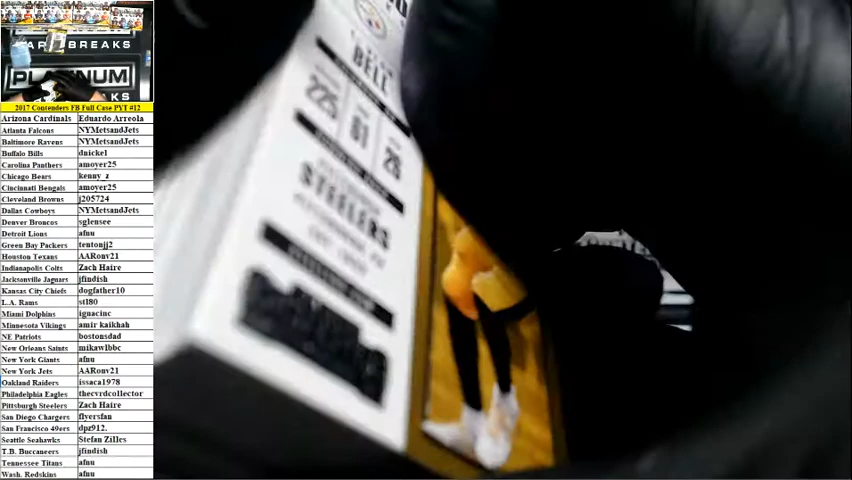 CARDBREAKS
PLATINUM
KS
2017 Contenders FB Full Case PYT #12
Arizona Cardinals Eduardo Arreola
Atlanta Falcons NYMetsandJets
Baltimore Ravens NYMetsandJets
Buffalo Bills dnickel
Carolina Panthers amoyer25
Chicago Bears kenny_z
Cincinnati Bengals amoyer25
Cleveland Browns j205724
Dallas Cowboys NYMetsandJets
Denver Broncos sglensee
Detroit Lions afnu
Green Bay Packers tentonjj2
Houston Texans AARonv21
Indianapolis Colts Zach Haire
Jacksonville Jaguars jfindish
Kansas City Chiefs dogfather10
L.A. Rams stl80
Miami Dolphins ignacinc
Minnesota Vikings amir kaikhah
NE Patriots bostonsdad
New Orleans Saints mikawlbbc
New York Giants afnu
New York Jets AARonv21
Oakland Raiders issaca1978
Philadelphia Eagles thecvrdcollector
Pittsburgh Steelers Zach Haire
San Diego Chargers flyersfan
San Francisco 49ers dpz912.
Seattle Seahawks Stefan Zilles
T.B. Buccaneers jfindish
Tennessee Titans afnu
Wash. Redskins afnu
BELL
225 61 26
STEELERS